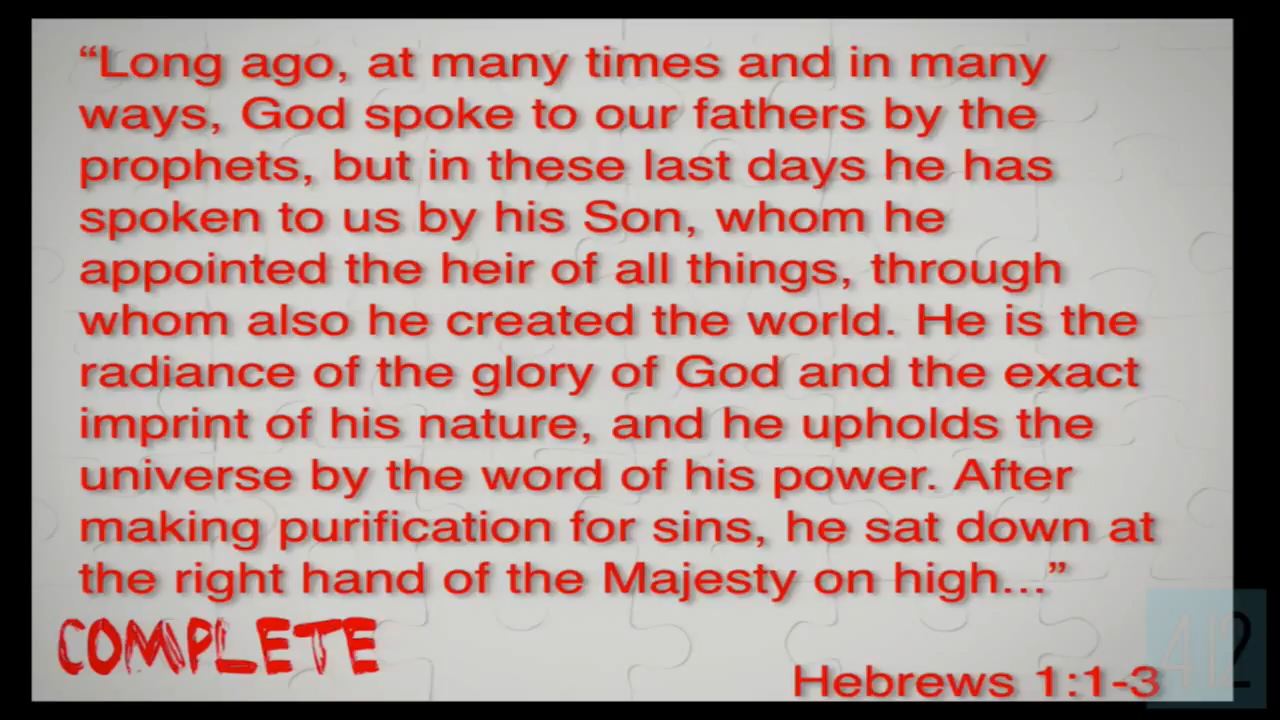 “Long ago, at many times and in many
ways, God spoke to our fathers by the
prophets, but in these last days he has
spoken to us by his Son, whom he
appointed the heir of all things, through
whom also he created the world. He is the
radiance of the glory of God and the exact
imprint of his nature, and he upholds the
universe by the word of his power. After
making purification for sins, he sat down at
the right hand of the Majesty on high...”
COMPLETE
Hebrews 1:1-3
412